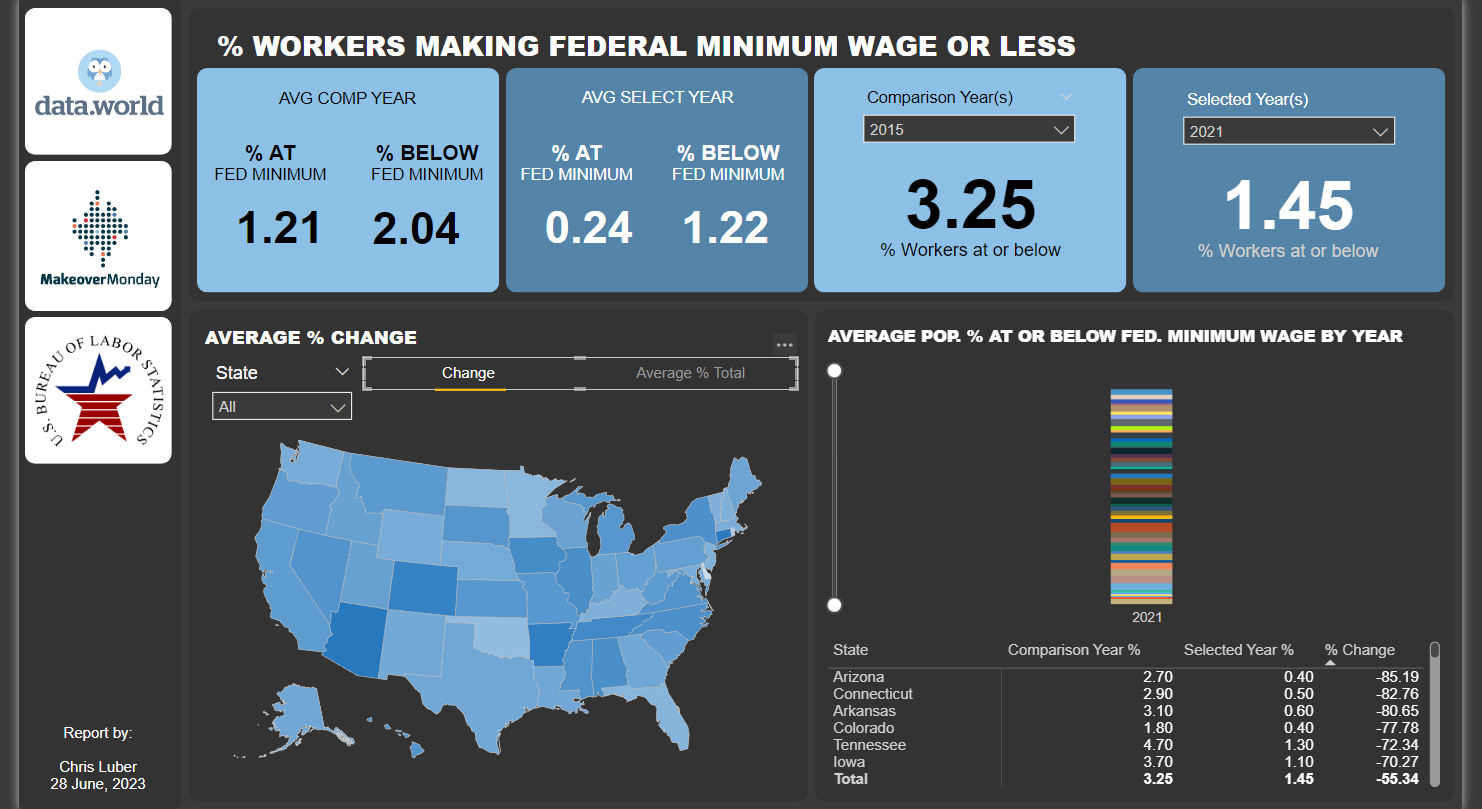 data.world
MakeoverMonday
U.S. BUREAU OF LABOR STATISTICS
Report by:
Chris Luber
28 June, 2023
% WORKERS MAKING FEDERAL MINIMUM WAGE OR LESS
AVG COMP YEAR
% AT % BELOW
FED MINIMUM FED MINIMUM
1.21 2.04
AVG SELECT YEAR
% AT % BELOW
FED MINIMUM FED MINIMUM
0.24 1.22
Comparison Year(s)
2015
3.25
% Workers at or below
Selected Year(s)
2021
1.45
% Workers at or below
AVERAGE % CHANGE
State
All
Change Average % Total
AVERAGE POP. % AT OR BELOW FED. MINIMUM WAGE BY YEAR
2021
State Comparison Year % Selected Year % % Change
Arizona 2.70 0.40 -85.19
Connecticut 2.90 0.50 -82.76
Arkansas 3.10 0.60 -80.65
Colorado 1.80 0.40 -77.78
Tennessee 4.70 1.30 -72.34
Iowa 3.70 1.10 -70.27
Total 3.25 1.45 -55.34